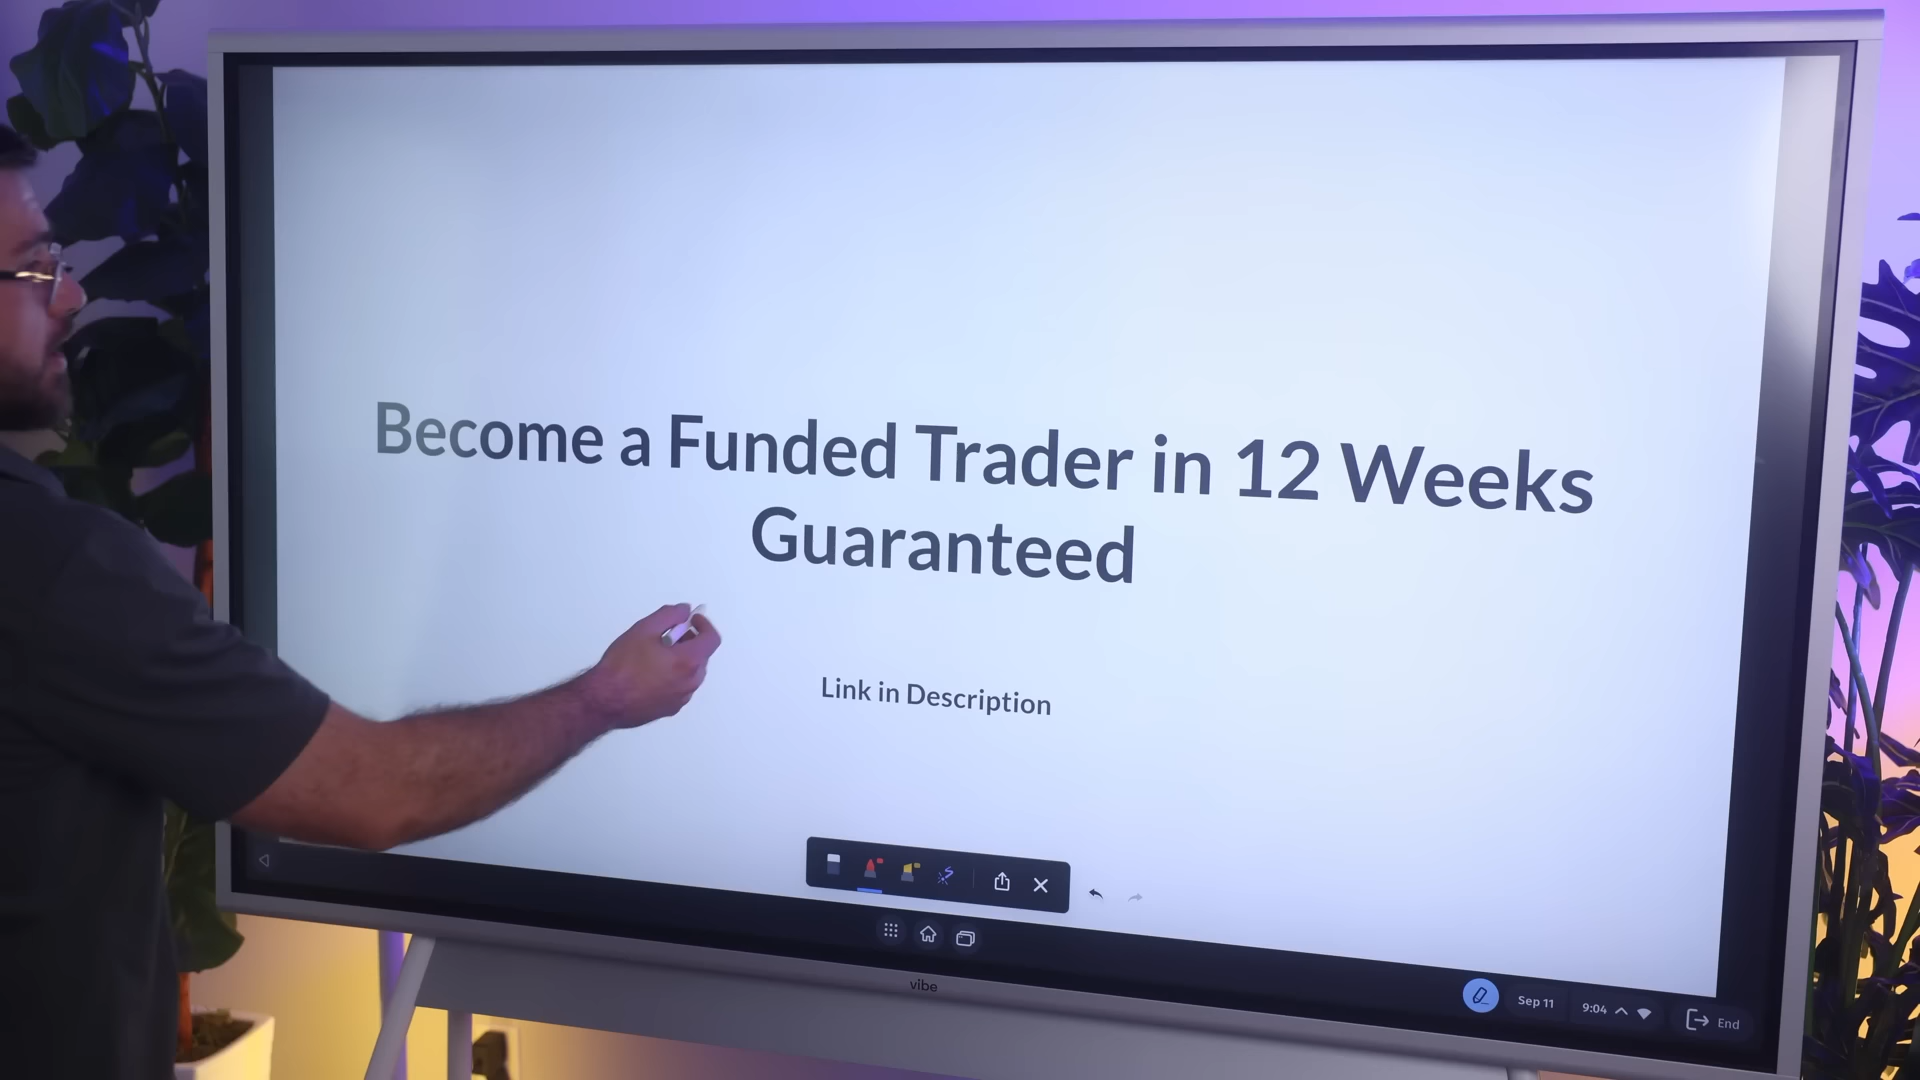 Become a Funded Trader in 12 Weeks
Guaranteed
Link in Description
vibe
Sep 11
9:04
End